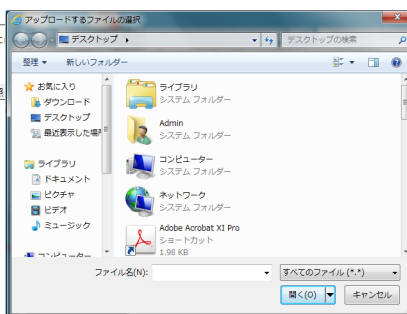 アップロードするファイルの選択
デスクトップ
デスクトップの検索
整理
新しいフォルダー
お気に入り
ダウンロード
デスクトップ
最近表示した場所
ライブラリ
ドキュメント
ピクチャ
ビデオ
ミュージック
コンピューター
ライブラリ
システム フォルダー
Admin
システム フォルダー
コンピューター
システム フォルダー
ネットワーク
システム フォルダー
Adobe Acrobat XI Pro
ショートカット
1.98 KB
ファイル名(N):
すべてのファイル (*.*)
開く(O)
キャンセル